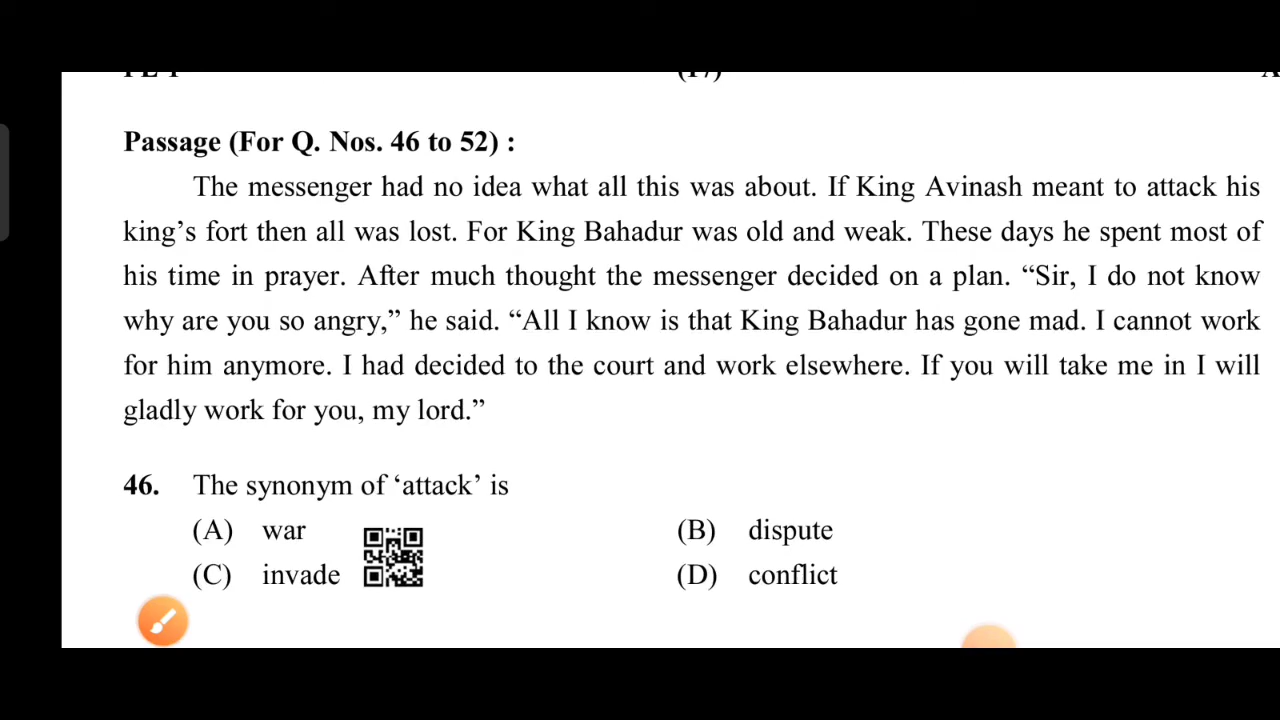 Passage (For Q. Nos. 46 to 52) :
The messenger had no idea what all this was about. If King Avinash meant to attack his
king’s fort then all was lost. For King Bahadur was old and weak. These days he spent most of
his time in prayer. After much thought the messenger decided on a plan. “Sir, I do not know
why are you so angry,” he said. “All I know is that King Bahadur has gone mad. I cannot work
for him anymore. I had decided to the court and work elsewhere. If you will take me in I will
gladly work for you, my lord.”
46. The synonym of ‘attack’ is
(A) war (B) dispute
(C) invade (D) conflict